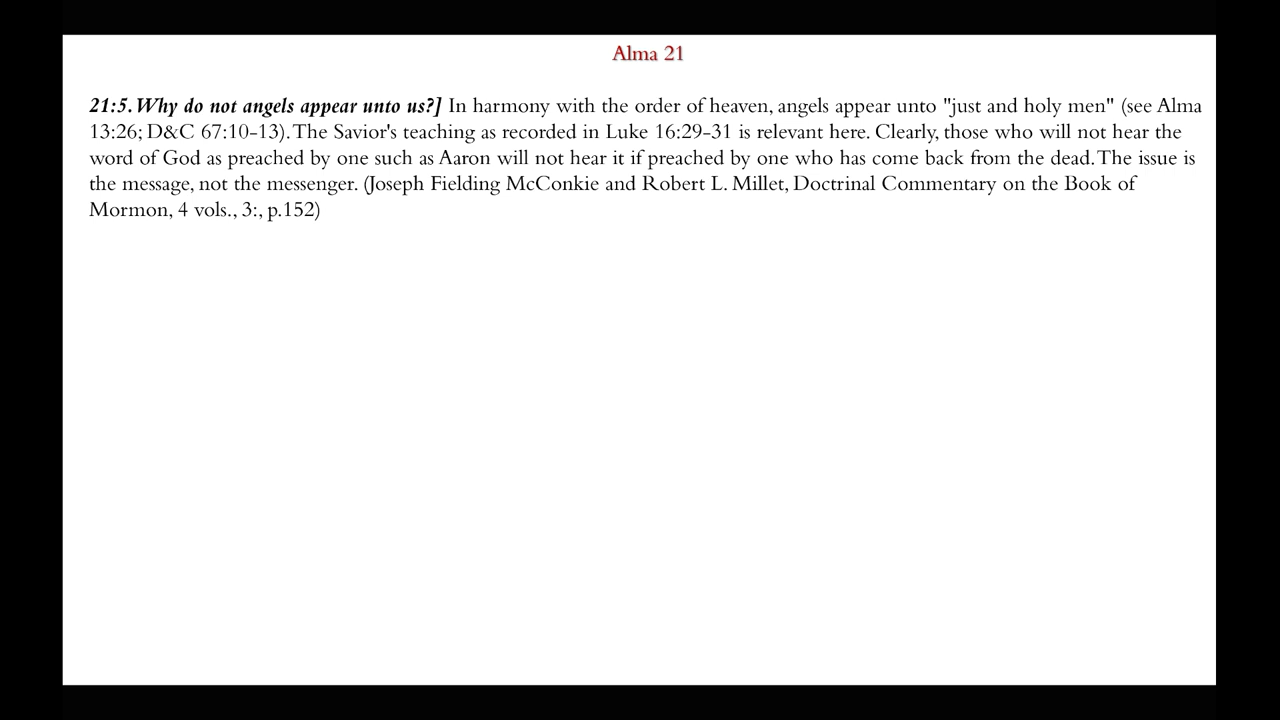 Alma 21
21:5. Why do not angels appear unto us?] In harmony with the order of heaven, angels appear unto "just and holy men" (see Alma
13:26; D&C 67:10-13). The Savior's teaching as recorded in Luke 16:29-31 is relevant here. Clearly, those who will not hear the
word of God as preached by one such as Aaron will not hear it if preached by one who has come back from the dead. The issue is
the message, not the messenger. (Joseph Fielding McConkie and Robert L. Millet, Doctrinal Commentary on the Book of
Mormon, 4 vols., 3:, p.152)